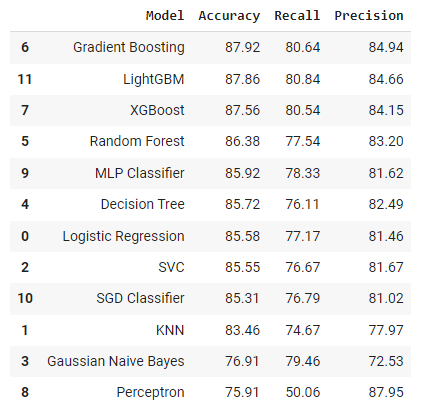 Model Accuracy Recall Precision
6 Gradient Boosting 87.92 80.64 84.94
11 LightGBM 87.86 80.84 84.66
7 XGBoost 87.56 80.54 84.15
5 Random Forest 86.38 77.54 83.20
9 MLP Classifier 85.92 78.33 81.62
4 Decision Tree 85.72 76.11 82.49
0 Logistic Regression 85.58 77.17 81.46
2 SVC 85.55 76.67 81.67
10 SGD Classifier 85.31 76.79 81.02
1 KNN 83.46 74.67 77.97
3 Gaussian Naive Bayes 76.91 79.46 72.53
8 Perceptron 75.91 50.06 87.95